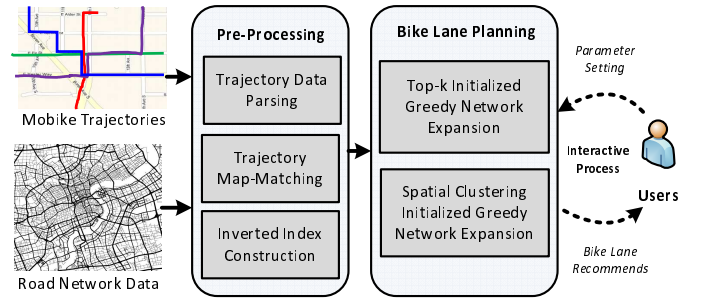 Mobike Trajectories
Road Network Data
Pre-Processing
Trajectory Data
Parsing
Trajectory
Map-Matching
Inverted Index
Construction
Bike Lane Planning
Top-k Initialized
Greedy Network
Expansion
Spatial Clustering
Initialized Greedy
Network Expansion
Parameter
Setting
Interactive
Process
Users
Bike Lane
Recommends